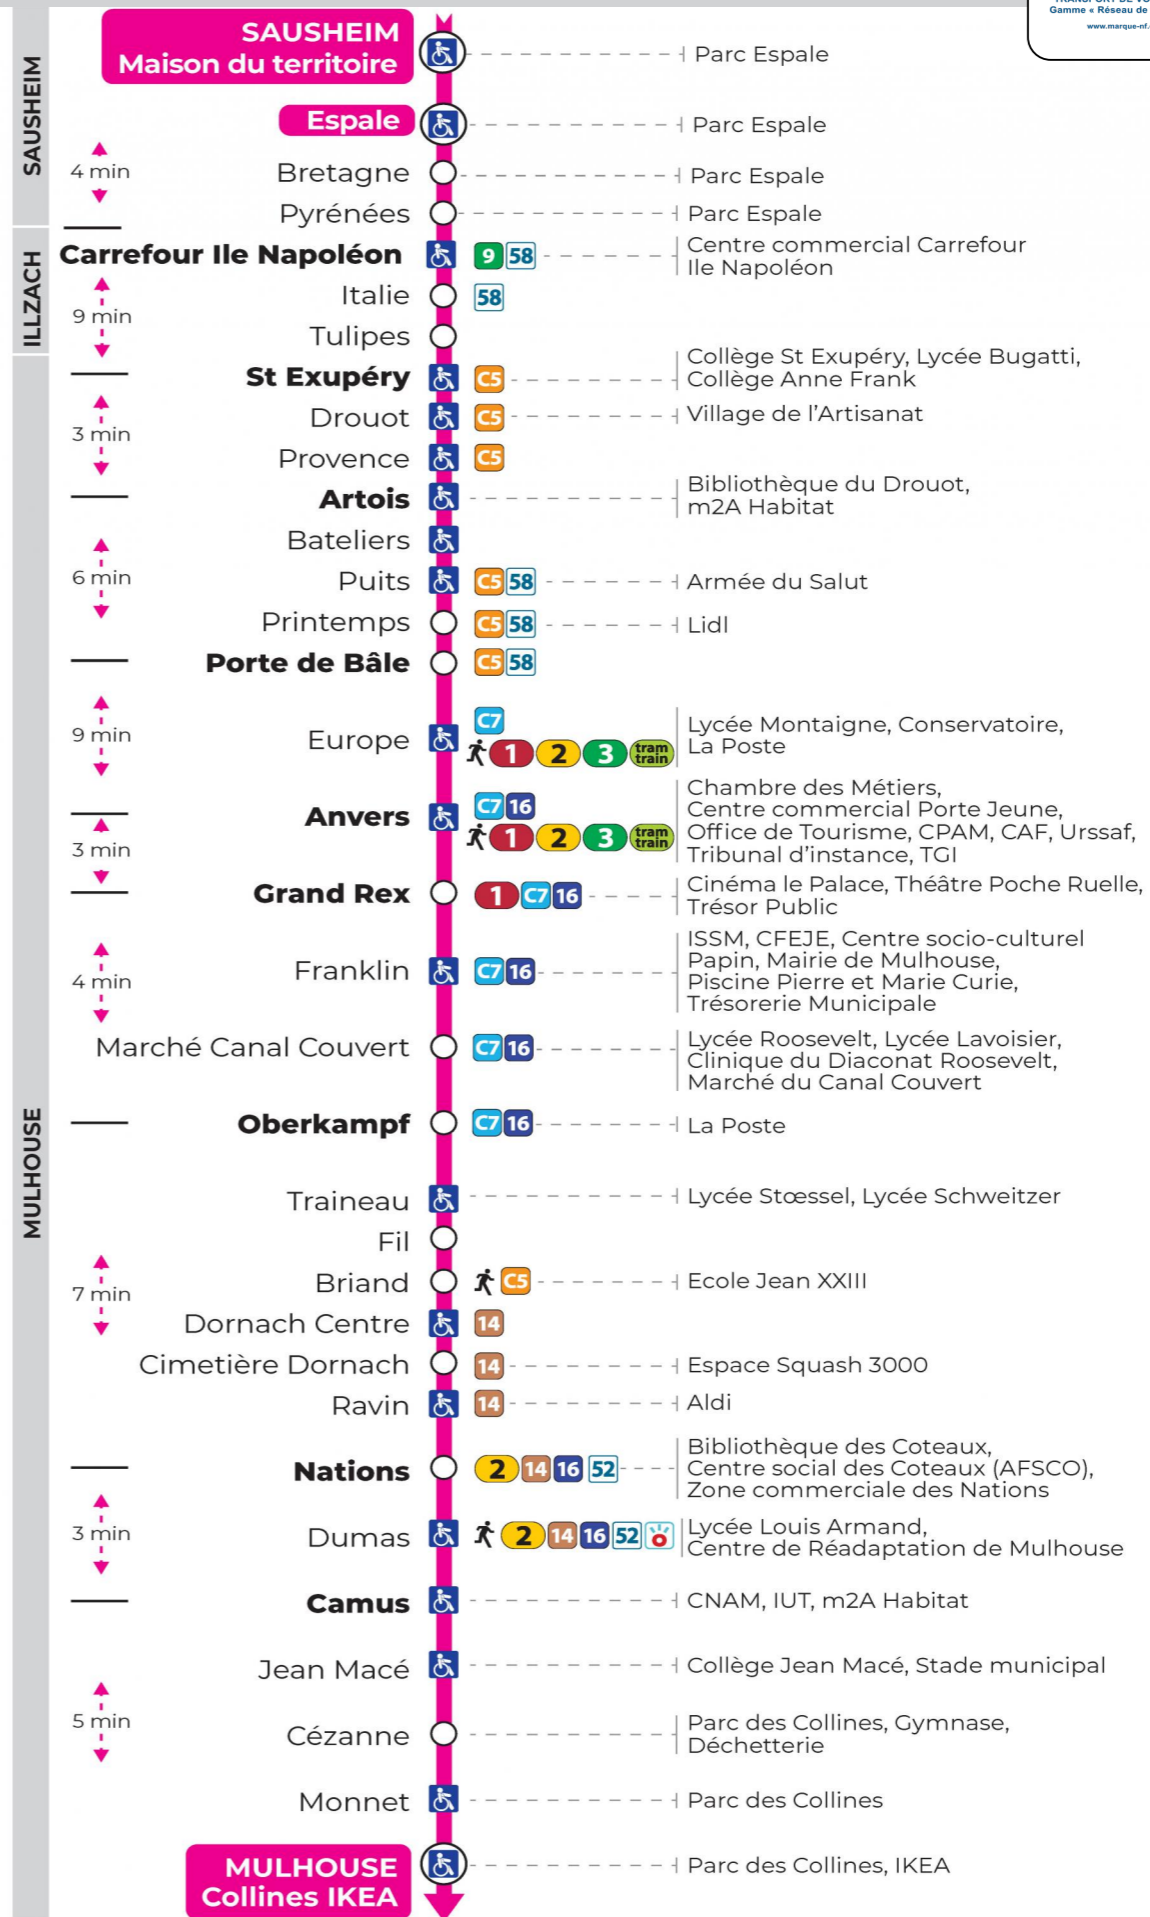 TRANSPORT DE VO
Gamme « Réseau de
www.marque-nf.
SAUSHEIM
SAUSHEIM
Maison du territoire
Parc Espale
Espale
Parc Espale
4 min
Bretagne
Parc Espale
Pyrénées
Parc Espale
ILLZACH
Carrefour Ile Napoléon
9 58
Centre commercial Carrefour
Ile Napoléon
9 min
Italie
58
Tulipes
MULHOUSE
St Exupéry
C5
Collège St Exupéry, Lycée Bugatti,
Collège Anne Frank
3 min
Drouot
C5
Village de l'Artisanat
Provence
C5
Artois
Bibliothèque du Drouot,
m2A Habitat
6 min
Bateliers
Puits
C5 58
Armée du Salut
Printemps
C5 58
Lidl
Porte de Bâle
C5 58
9 min
Europe
C7
1 2 3 tram
train
Lycée Montaigne, Conservatoire,
La Poste
Anvers
C7 16
1 2 3 tram
train
Chambre des Métiers,
Centre commercial Porte Jeune,
Office de Tourisme, CPAM, CAF, Urssaf,
Tribunal d'instance, TGI
3 min
Grand Rex
1 C7 16
Cinéma le Palace, Théâtre Poche Ruelle,
Trésor Public
4 min
Franklin
C7 16
ISSM, CFEJE, Centre socio-culturel
Papin, Mairie de Mulhouse,
Piscine Pierre et Marie Curie,
Trésorerie Municipale
Marché Canal Couvert
C7 16
Lycée Roosevelt, Lycée Lavoisier,
Clinique du Diaconat Roosevelt,
Marché du Canal Couvert
Oberkampf
C7 16
La Poste
Traineau
Lycée Stœssel, Lycée Schweitzer
Fil
7 min
Briand
C5
Ecole Jean XXIII
Dornach Centre
14
Cimetière Dornach
14
Espace Squash 3000
Ravin
14
Aldi
Nations
2 14 16 52
Bibliothèque des Coteaux,
Centre social des Coteaux (AFSCO),
Zone commerciale des Nations
3 min
Dumas
2 14 16 52
Lycée Louis Armand,
Centre de Réadaptation de Mulhouse
Camus
CNAM, IUT, m2A Habitat
Jean Macé
Collège Jean Macé, Stade municipal
5 min
Cézanne
Parc des Collines, Gymnase,
Déchetterie
Monnet
Parc des Collines
MULHOUSE
Collines IKEA
Parc des Collines, IKEA